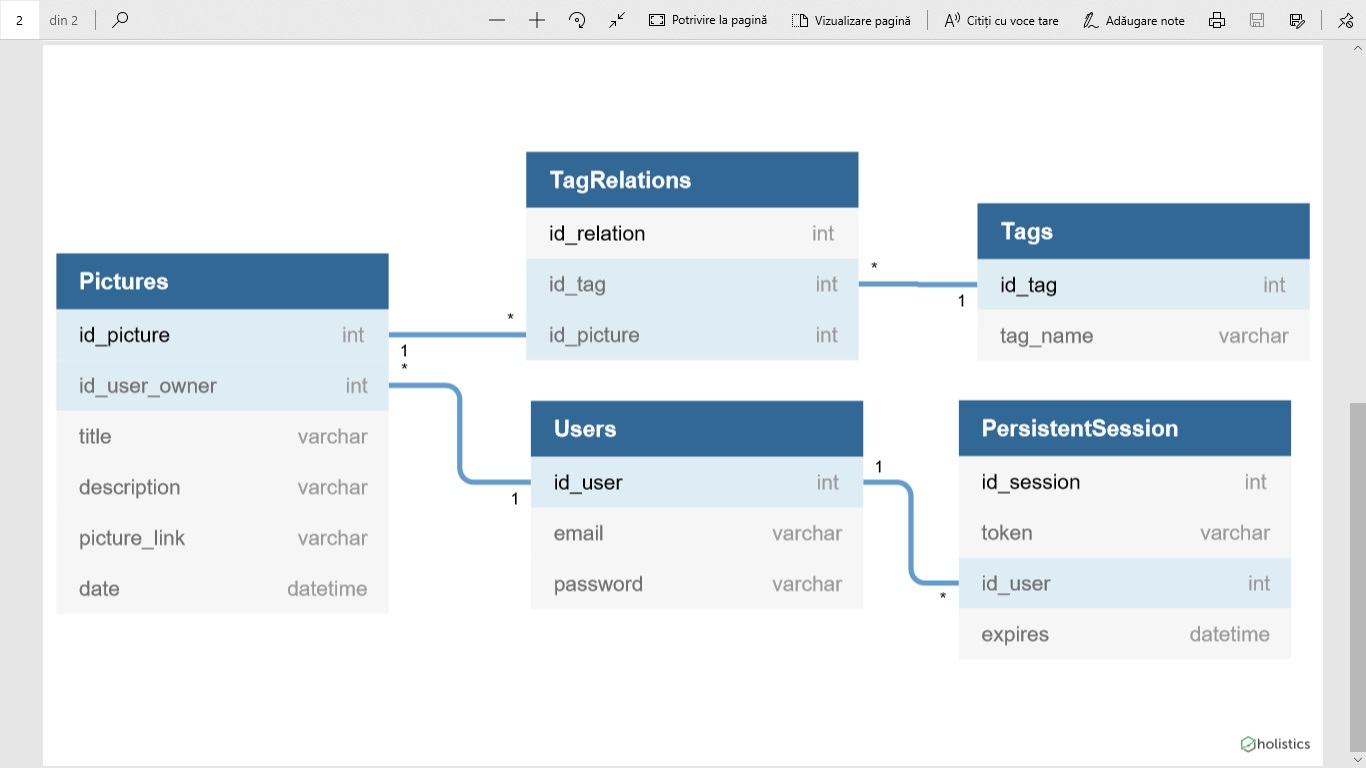 2 din 2 Potrivire la pagină Vizualizare pagină Citiți cu voce tare Adăugare note
TagRelations
id_relation int
id_tag int
id_picture int
Tags
id_tag int
tag_name varchar
* 1
Pictures
id_picture int
id_user_owner int
title varchar
description varchar
picture_link varchar
date datetime
1 *
* 1
Users
id_user int
email varchar
password varchar
1 *
PersistentSession
id_session int
token varchar
id_user int
expires datetime
holistics